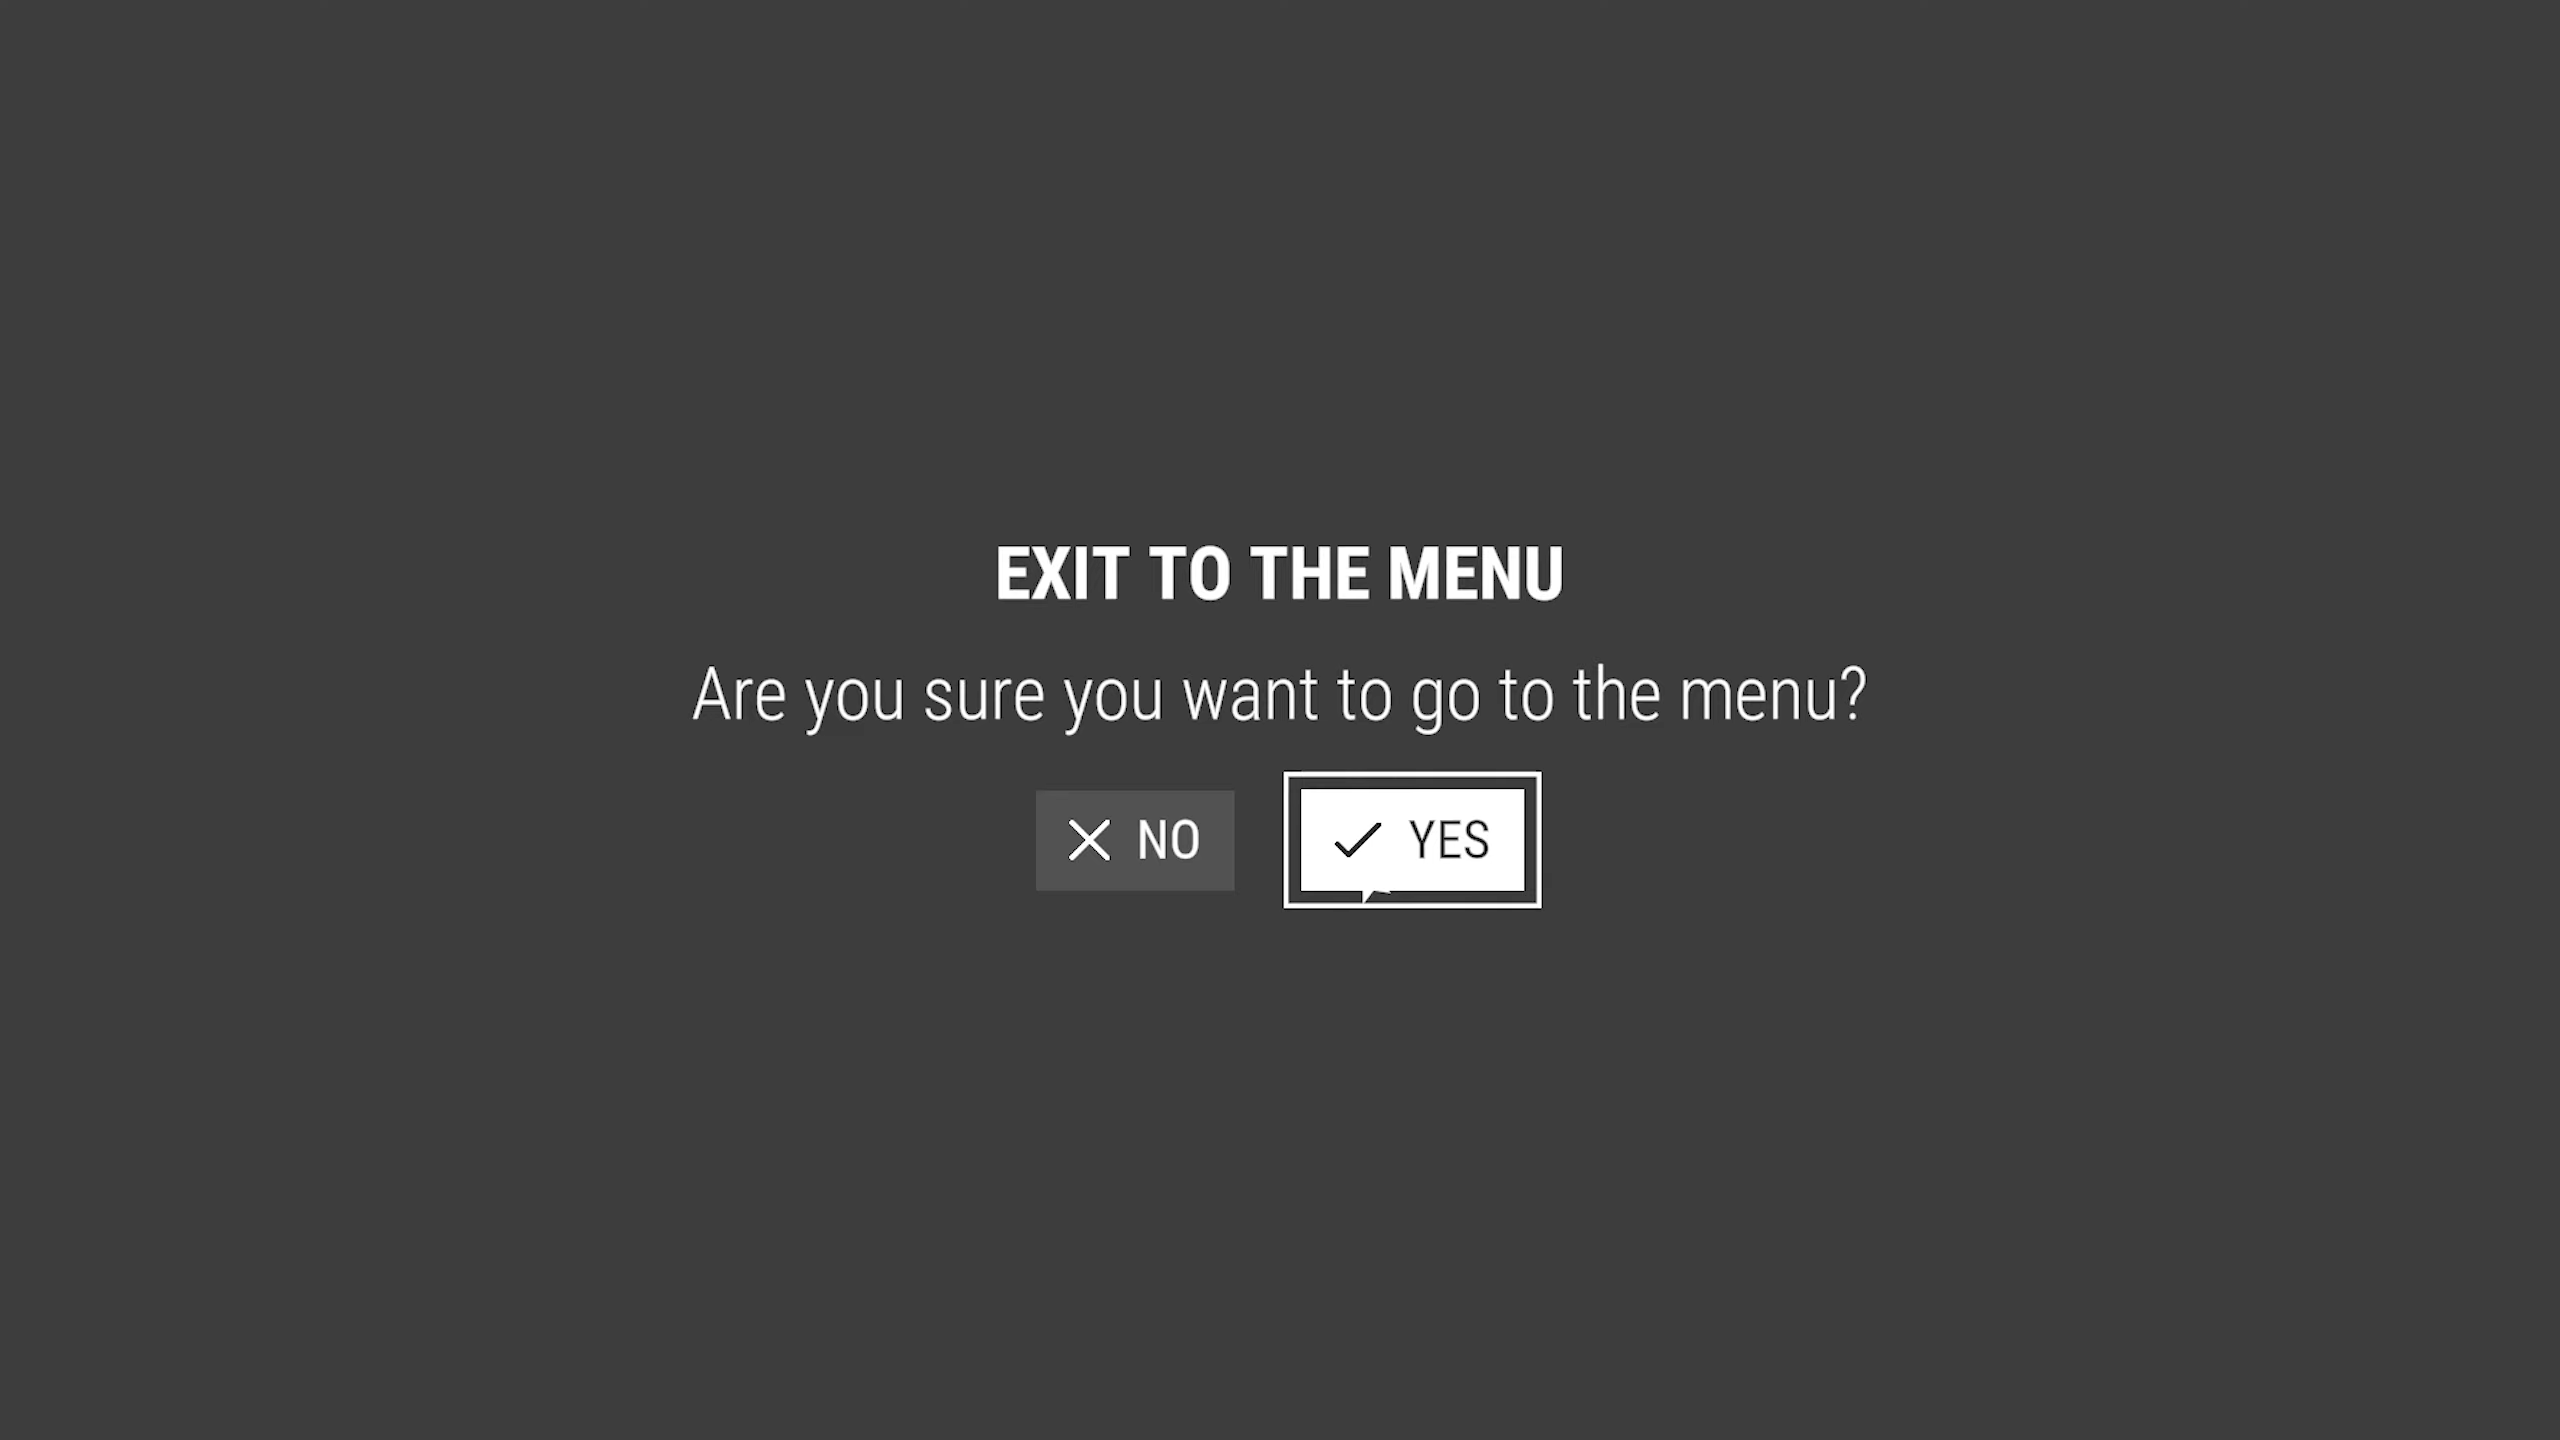 EXIT TO THE MENU
Are you sure you want to go to the menu?
NO
YES